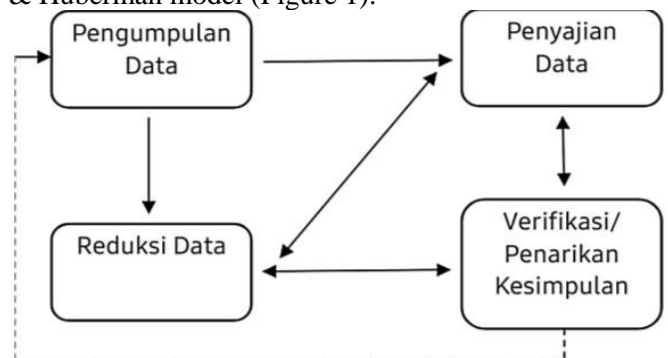 & Huberman model (Figure 1).
Pengumpulan
Data
Penyajian
Data
Reduksi Data
Verifikasi/
Penarikan
Kesimpulan